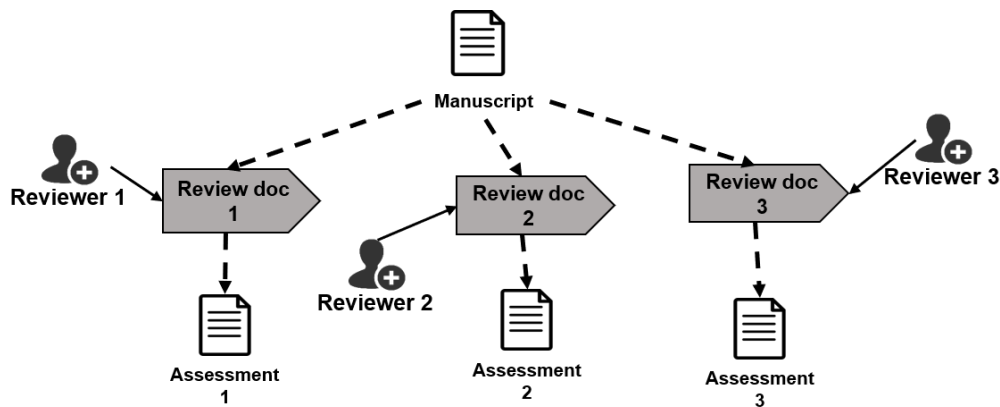 Manuscript
Reviewer 1
Review doc
1
Review doc
2
Review doc
3
Reviewer 3
Reviewer 2
Assessment
1
Assessment
2
Assessment
3